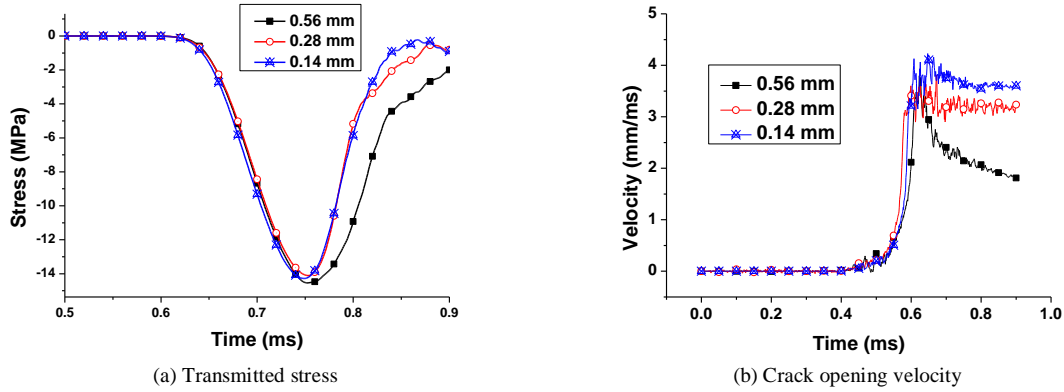 0.56 mm
0.28 mm
0.14 mm
0
-2
-4
-6
-8
-10
-12
-14
Stress (MPa)
0.5 0.6 0.7 0.8 0.9
Time (ms)
(a) Transmitted stress
0.56 mm
0.28 mm
0.14 mm
5
4
3
2
1
0
Velocity (mm/ms)
0.0 0.2 0.4 0.6 0.8 1.0
Time (ms)
(b) Crack opening velocity